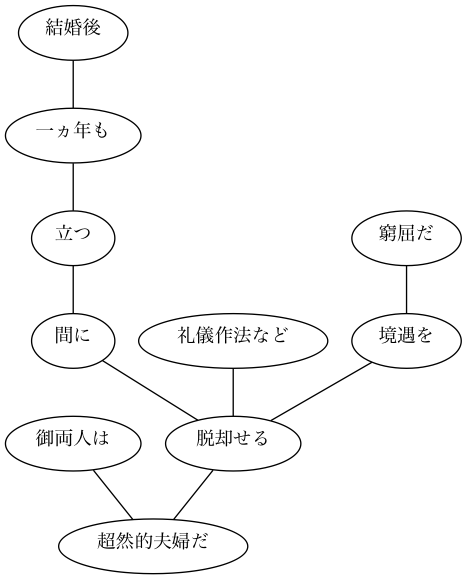 結婚後
一ヵ年も
立つ
窮屈だ
間に
礼儀作法など
境遇を
御両人は
脱却せる
超然的夫婦だ